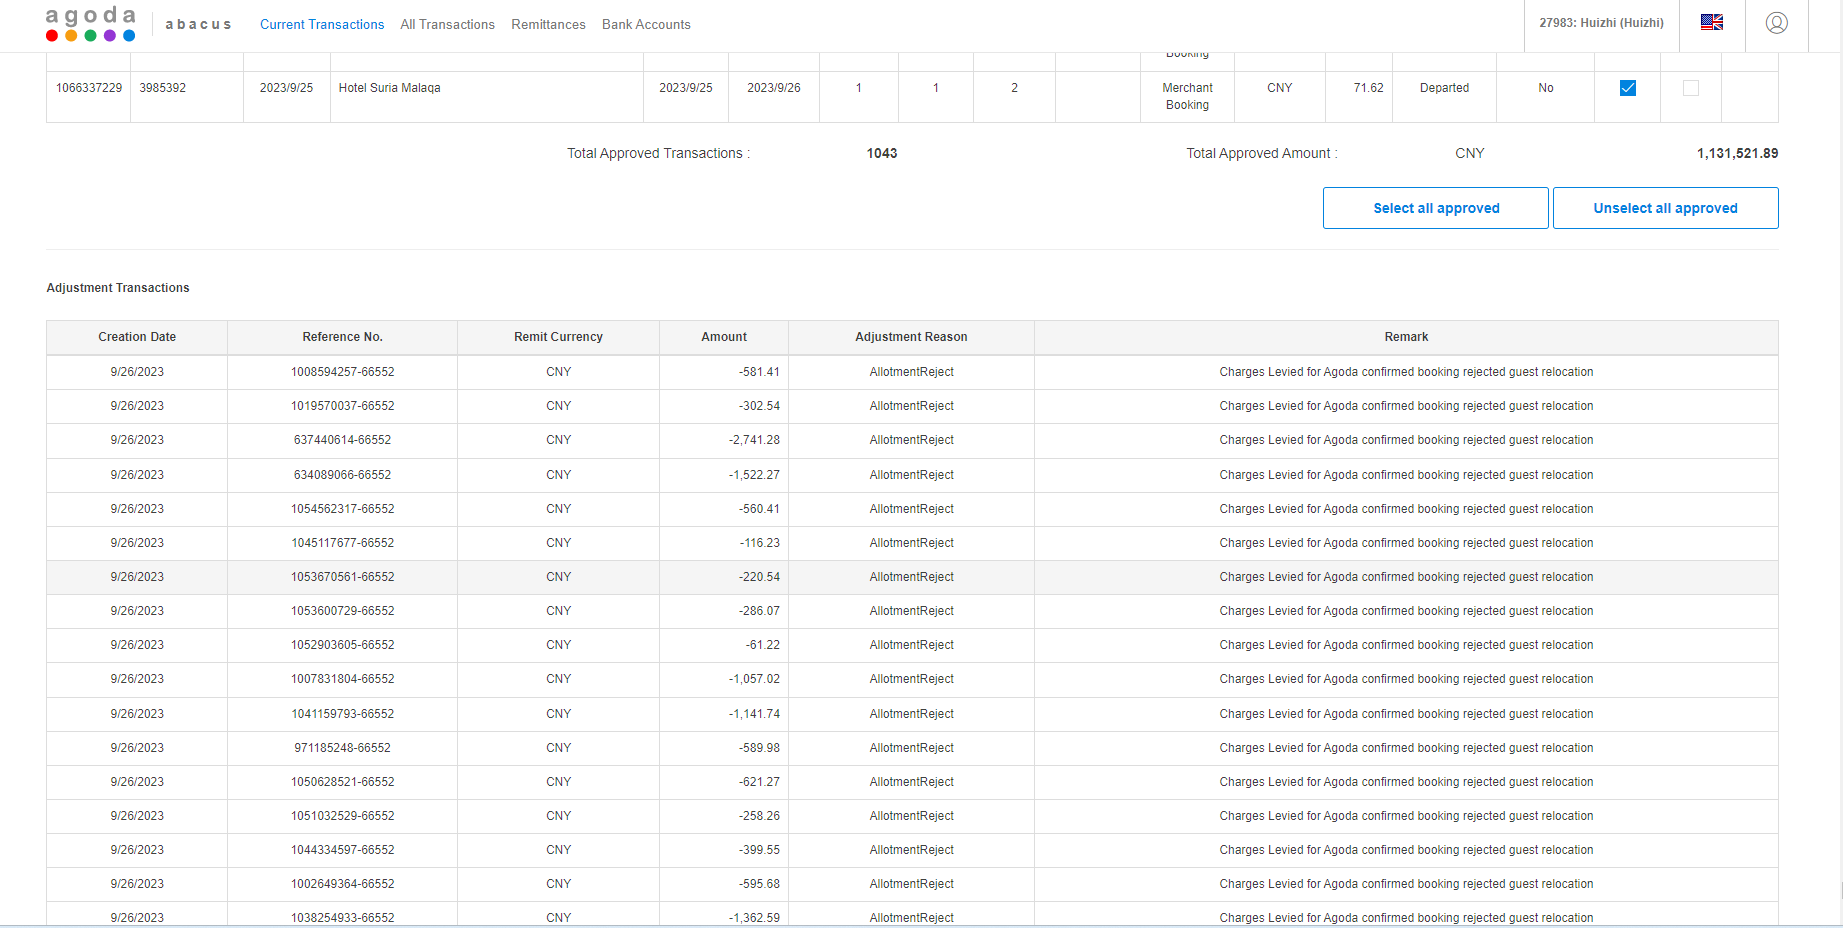 agoda
abacus Current Transactions All Transactions Remittances Bank Accounts 27983: Huizhi (Huizhi)
Booking
1066337229 3985392 2023/9/25 Hotel Suria Malaqa 2023/9/25 2023/9/26 1 1 2 Merchant Booking CNY 71.62 Departed No
Total Approved Transactions : 1043 Total Approved Amount : CNY 1,131,521.89
Select all approved Unselect all approved
Adjustment Transactions
Creation Date Reference No. Remit Currency Amount Adjustment Reason Remark
9/26/2023 1008594257-66552 CNY -581.41 AllotmentReject Charges Levied for Agoda confirmed booking rejected guest relocation
9/26/2023 1019570037-66552 CNY -302.54 AllotmentReject Charges Levied for Agoda confirmed booking rejected guest relocation
9/26/2023 637440614-66552 CNY -2,741.28 AllotmentReject Charges Levied for Agoda confirmed booking rejected guest relocation
9/26/2023 634089066-66552 CNY -1,522.27 AllotmentReject Charges Levied for Agoda confirmed booking rejected guest relocation
9/26/2023 1054562317-66552 CNY -560.41 AllotmentReject Charges Levied for Agoda confirmed booking rejected guest relocation
9/26/2023 1045117677-66552 CNY -116.23 AllotmentReject Charges Levied for Agoda confirmed booking rejected guest relocation
9/26/2023 1053670561-66552 CNY -220.54 AllotmentReject Charges Levied for Agoda confirmed booking rejected guest relocation
9/26/2023 1053600729-66552 CNY -286.07 AllotmentReject Charges Levied for Agoda confirmed booking rejected guest relocation
9/26/2023 1052903605-66552 CNY -61.22 AllotmentReject Charges Levied for Agoda confirmed booking rejected guest relocation
9/26/2023 1007831804-66552 CNY -1,057.02 AllotmentReject Charges Levied for Agoda confirmed booking rejected guest relocation
9/26/2023 1041159793-66552 CNY -1,141.74 AllotmentReject Charges Levied for Agoda confirmed booking rejected guest relocation
9/26/2023 971185248-66552 CNY -589.98 AllotmentReject Charges Levied for Agoda confirmed booking rejected guest relocation
9/26/2023 1050628521-66552 CNY -621.27 AllotmentReject Charges Levied for Agoda confirmed booking rejected guest relocation
9/26/2023 1051032529-66552 CNY -258.26 AllotmentReject Charges Levied for Agoda confirmed booking rejected guest relocation
9/26/2023 1044334597-66552 CNY -399.55 AllotmentReject Charges Levied for Agoda confirmed booking rejected guest relocation
9/26/2023 1002649364-66552 CNY -595.68 AllotmentReject Charges Levied for Agoda confirmed booking rejected guest relocation
9/26/2023 1038254933-66552 CNY -1,362.59 AllotmentReject Charges Levied for Agoda confirmed booking rejected guest relocation